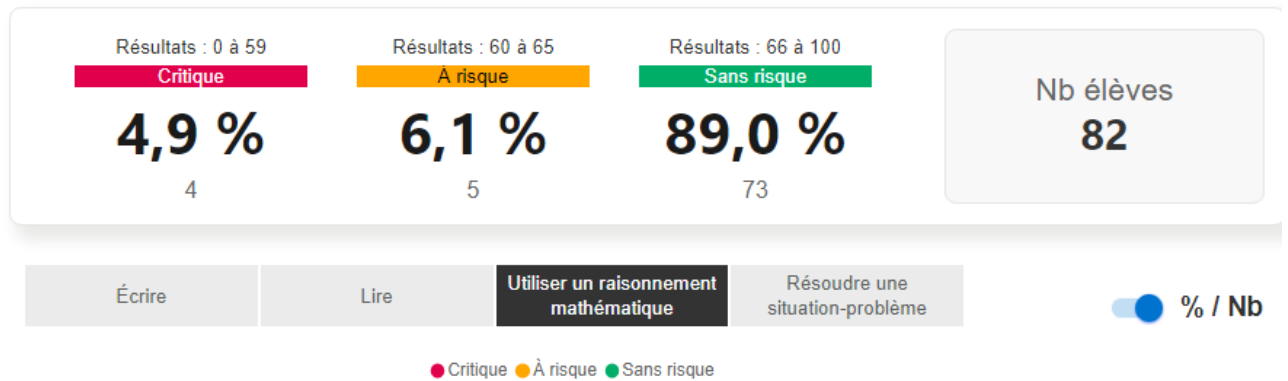 Résultats : 0 à 59
Critique
4,9 %
4
Résultats : 60 à 65
À risque
6,1 %
5
Résultats : 66 à 100
Sans risque
89,0 %
73
Nb élèves
82
Écrire
Lire
Utiliser un raisonnement
mathématique
Résoudre une
situation-problème
% / Nb
Critique À risque Sans risque